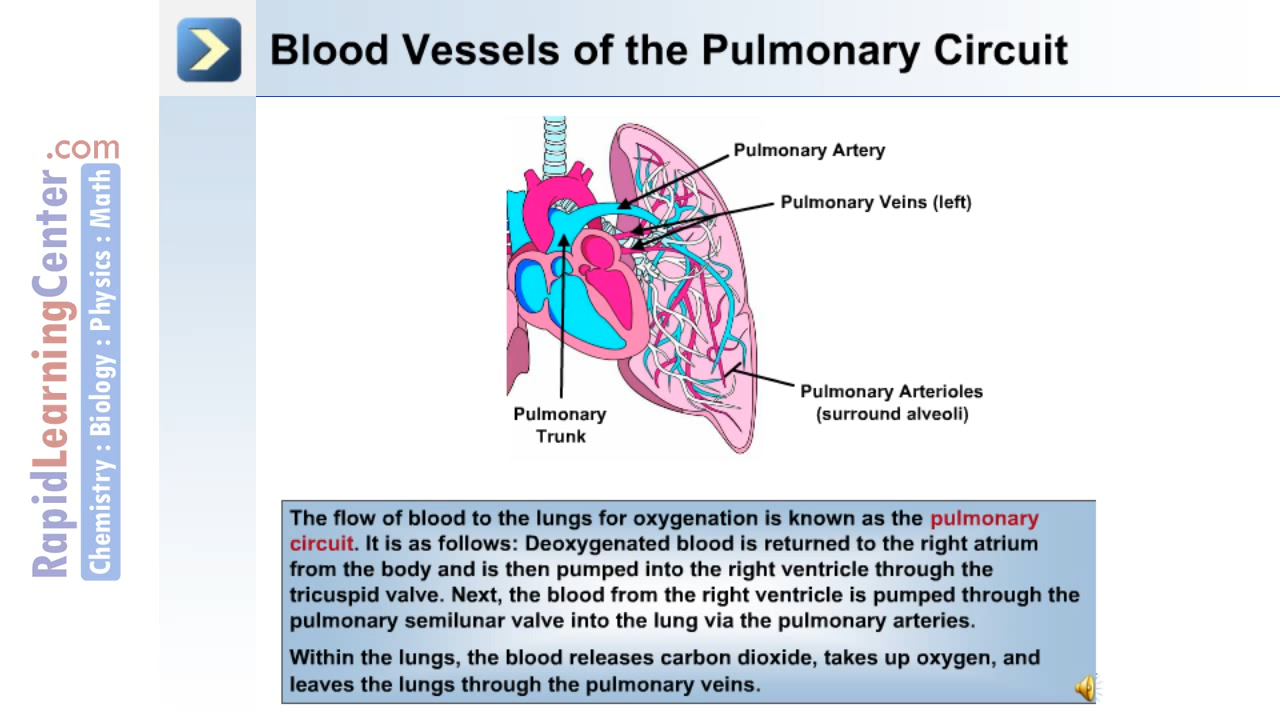 Blood Vessels of the Pulmonary Circuit
RapidLearningCenter.com
Chemistry : Biology : Physics : Math
Pulmonary Artery
Pulmonary Veins (left)
Pulmonary Arterioles
(surround alveoli)
Pulmonary
Trunk
The flow of blood to the lungs for oxygenation is known as the pulmonary
circuit. It is as follows: Deoxygenated blood is returned to the right atrium
from the body and is then pumped into the right ventricle through the
tricuspid valve. Next, the blood from the right ventricle is pumped through the
pulmonary semilunar valve into the lung via the pulmonary arteries.
Within the lungs, the blood releases carbon dioxide, takes up oxygen, and
leaves the lungs through the pulmonary veins.